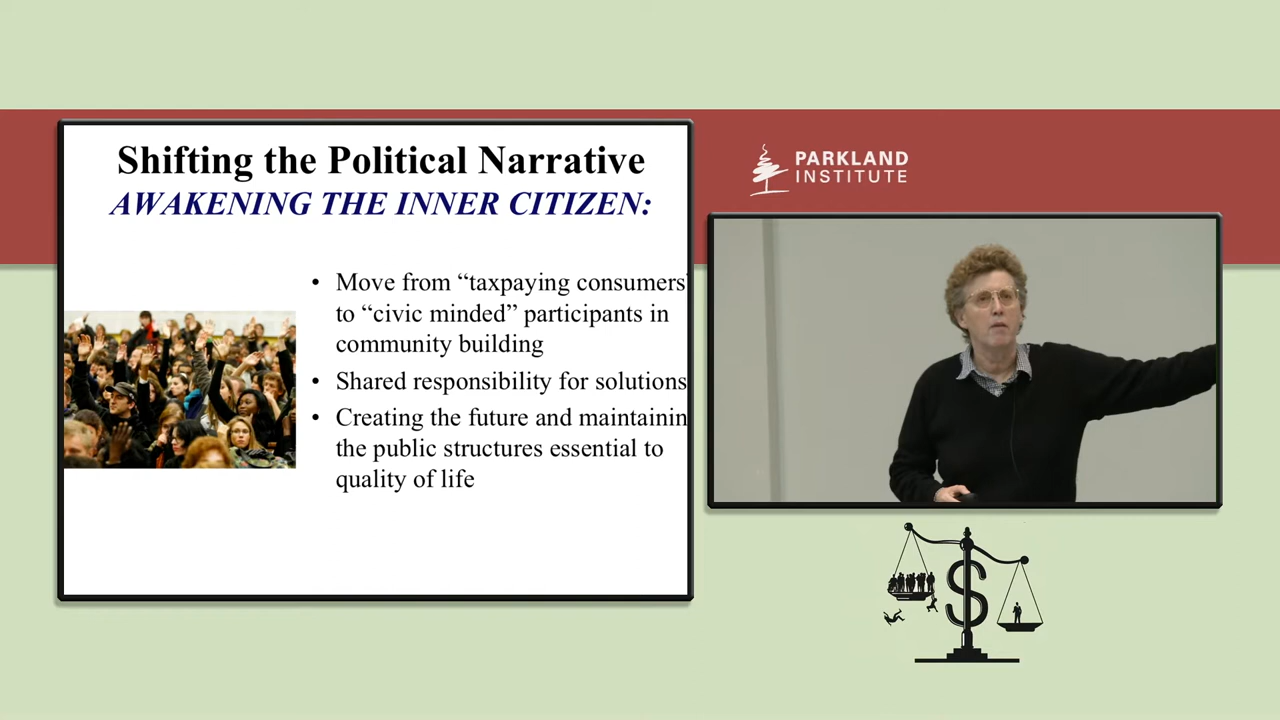 Shifting the Political Narrative
AWAKENING THE INNER CITIZEN:
• Move from “taxpaying consumers”
to “civic minded” participants in
community building
• Shared responsibility for solutions
• Creating the future and maintainin
the public structures essential to
quality of life
PARKLAND
INSTITUTE
$